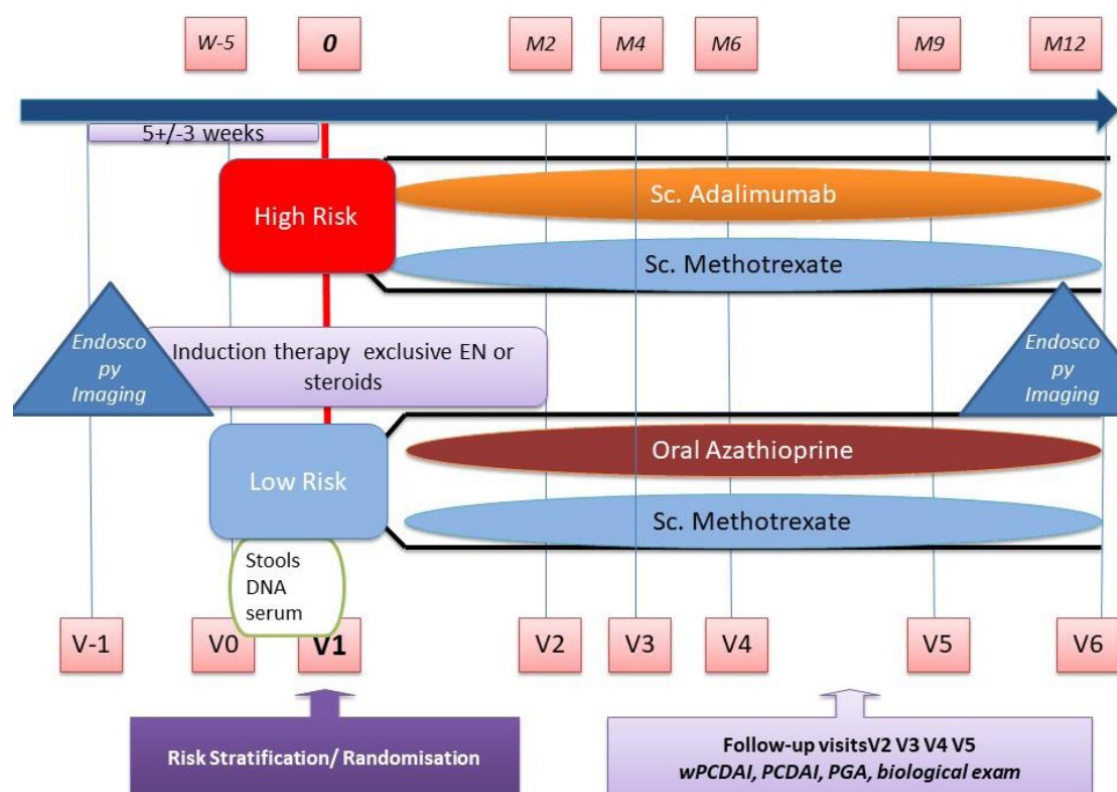 W-5
0
M2
M4
M6
M9
M12
5+/-3 weeks
High Risk
Sc. Adalimumab
Sc. Methotrexate
Endosco
py
Imaging
Induction therapy exclusive EN or
steroids
Endosco
py
Imaging
Low Risk
Oral Azathioprine
Sc. Methotrexate
Stools
DNA
serum
V-1
V0
V1
V2
V3
V4
V5
V6
Risk Stratification/ Randomisation
Follow-up visitsV2 V3 V4 V5
wPCDAI, PCDAI, PGA, biological exam